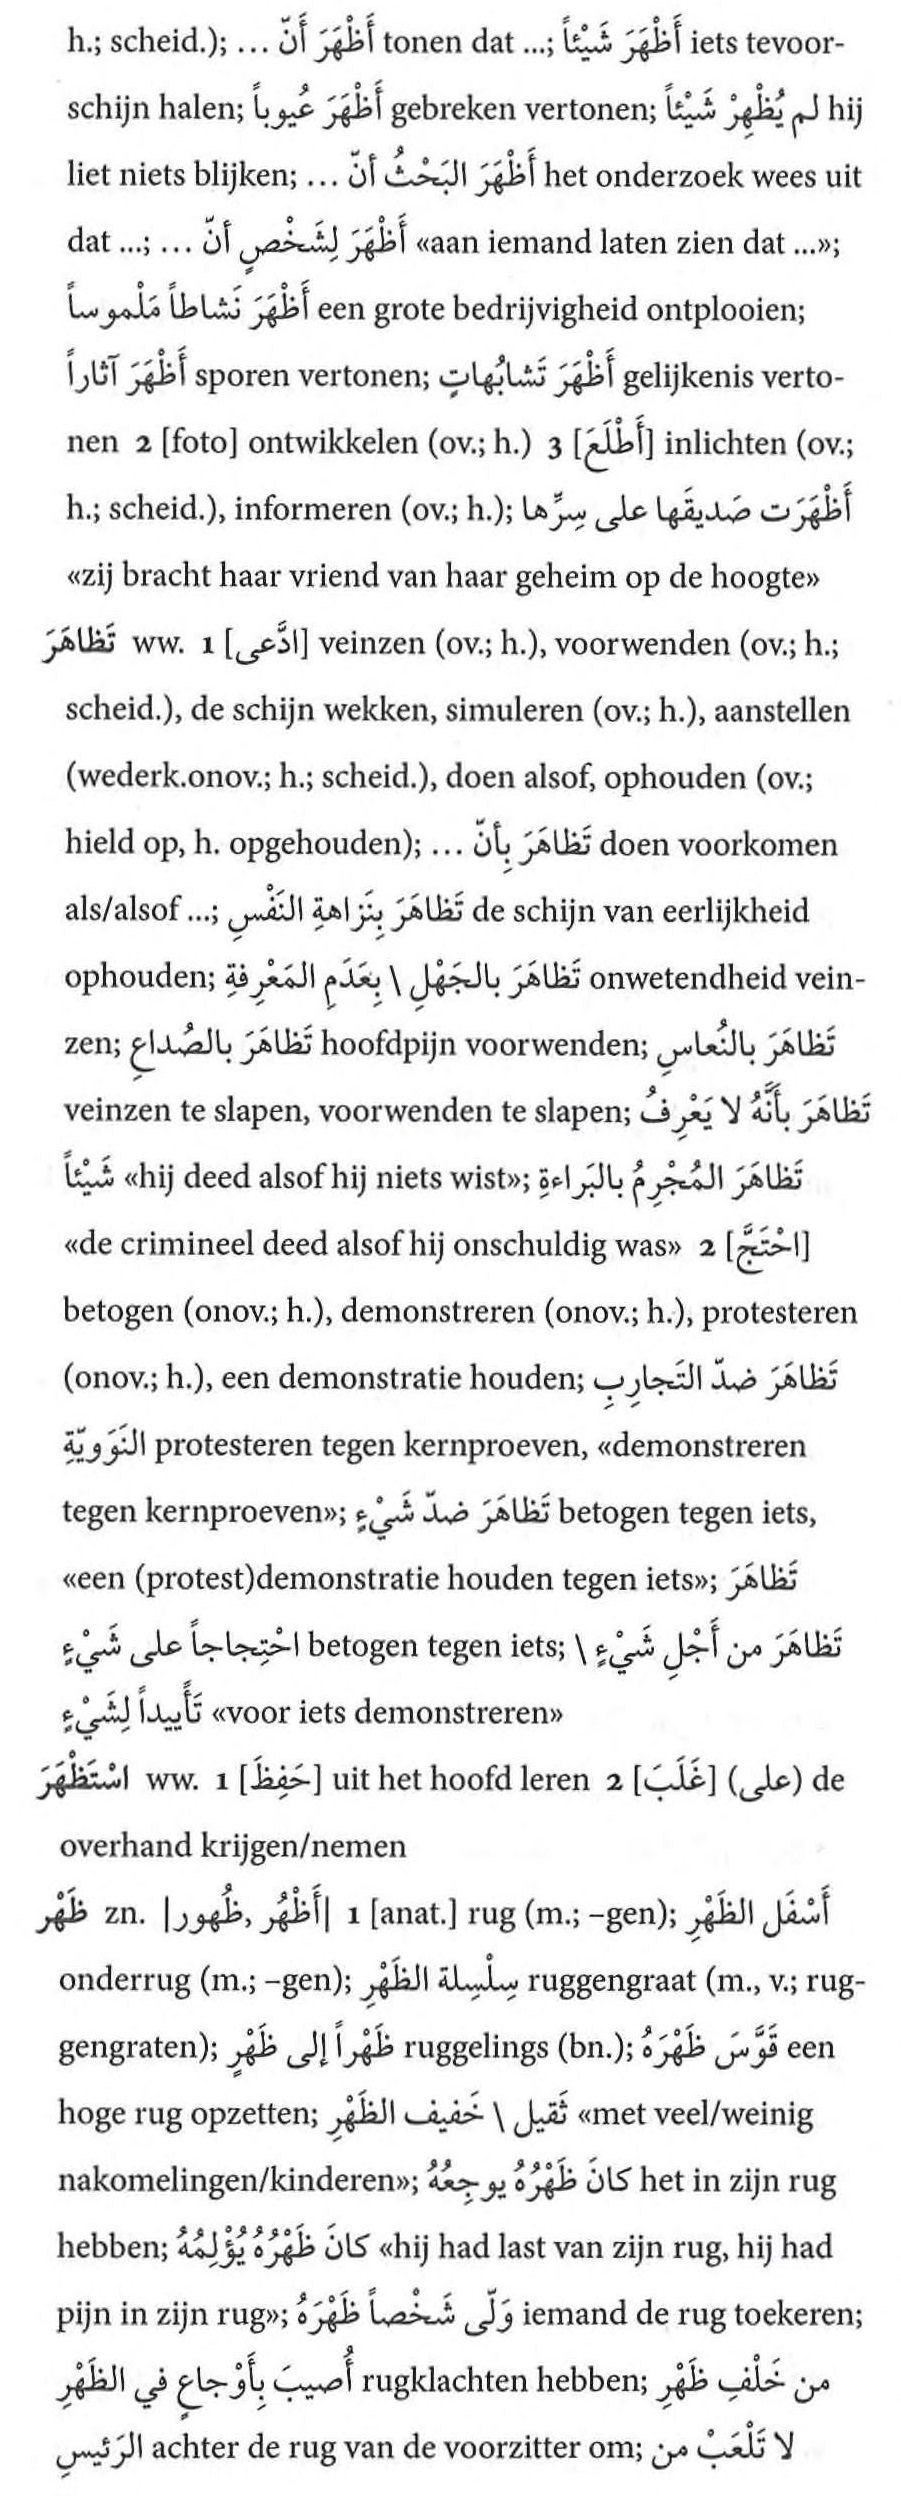 h.; scheid.); … أَظْهَرَ أَنّ tonen dat ...; أَظْهَرَ شَيْئاً iets tevoor-
schijn halen; أَظْهَرَ عُيوباً gebreken vertonen; لم يُظْهِرْ شَيْئاً hij
liet niets blijken; … أَظْهَرَ البَحْثُ أنّ het onderzoek wees uit
dat ...; … أَظْهَرَ لِشَخْصٍ أنّ «aan iemand laten zien dat ...»;
أَظْهَرَ نَشاطاً مَلْموساً een grote bedrijvigheid ontplooien;
أَظْهَرَ آثاراً sporen vertonen; أَظْهَرَ تَشابُهاتٍ gelijkenis verto-
nen 2 [foto] ontwikkelen (ov.; h.) 3 [أَطْلَعَ] inlichten (ov.;
h.; scheid.), informeren (ov.; h.); أَظْهَرَت صَديقَها على سِرِّها
«zij bracht haar vriend van haar geheim op de hoogte»
تَظاهَرَ ww. 1 [ادَّعى] veinzen (ov.; h.), voorwenden (ov.; h.;
scheid.), de schijn wekken, simuleren (ov.; h.), aanstellen
(wederk.onov.; h.; scheid.), doen alsof, ophouden (ov.;
hield op, h. opgehouden); … تَظاهَرَ بِأنّ doen voorkomen
als/alsof ...; تَظاهَرَ بِنَزاهةِ النَفْسِ de schijn van eerlijkheid
ophouden; تَظاهَرَ بالجَهْلِ \ بِعَدَمِ المَعْرِفةِ onwetendheid vein-
zen; تَظاهَرَ بالصُداعِ hoofdpijn voorwenden; تَظاهَرَ بالنُعاسِ
veinzen te slapen, voorwenden te slapen; تَظاهَرَ بأَنَّهُ لا يَعْرِفُ
شَيْئاً «hij deed alsof hij niets wist»; تَظاهَرَ المُجْرِمُ بالبَراءةِ
«de crimineel deed alsof hij onschuldig was» 2 [احْتَجَّ]
betogen (onov.; h.), demonstreren (onov.; h.), protesteren
(onov.; h.), een demonstratie houden; تَظاهَرَ ضدّ التَجارِبِ
النَوَويّةِ protesteren tegen kernproeven, «demonstreren
tegen kernproeven»; تَظاهَرَ ضدّ شَيْءٍ betogen tegen iets,
«een (protest)demonstratie houden tegen iets»; تَظاهَرَ
احْتِجاجاً على شَيْءٍ betogen tegen iets; تَظاهَرَ من أَجْلِ شَيْءٍ \
تَأْييداً لِشَيْءٍ «voor iets demonstreren»
اسْتَظْهَرَ ww. 1 [حَفِظَ] uit het hoofd leren 2 [غَلَبَ] (على) de
overhand krijgen/nemen
ظَهْر zn. |أَظْهُر ,ظُهور| 1 [anat.] rug (m.; –gen); أَسْفَل الظَهْرِ
onderrug (m.; –gen); سِلْسِلة الظَهْرِ ruggengraat (m., v.; rug-
gengraten); ظَهْراً إلى ظَهْرٍ ruggelings (bn.); قَوَّسَ ظَهْرَهُ een
hoge rug opzetten; ثَقيل \ خَفيف الظَهْرِ «met veel/weinig
nakomelingen/kinderen»; كانَ ظَهْرُهُ يوجِعُهُ het in zijn rug
hebben; كانَ ظَهْرُهُ يُؤْلِمُهُ «hij had last van zijn rug, hij had
pijn in zijn rug»; وَلّى شَخْصاً ظَهْرَهُ iemand de rug toekeren;
أُصيبَ بِأَوْجاعٍ في الظَهْرِ rugklachten hebben; من خَلْفِ ظَهْرِ
الرَئيسِ achter de rug van de voorzitter om; لا تَلْعَبْ من